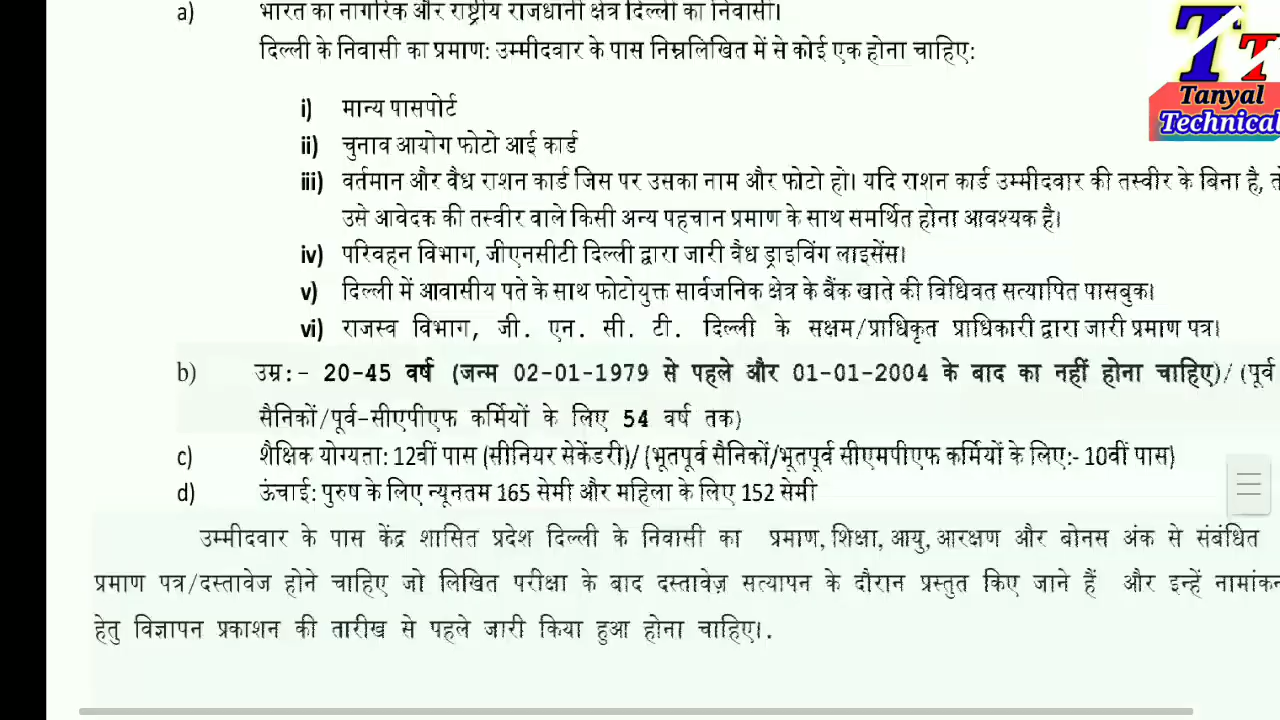 a) भारत का नागरिक और राष्ट्रीय राजधानी क्षेत्र दिल्ली का निवासी।
दिल्ली के निवासी का प्रमाण: उम्मीदवार के पास निम्नलिखित में से कोई एक होना चाहिए:
i) मान्य पासपोर्ट
ii) चुनाव आयोग फोटो आई कार्ड
iii) वर्तमान और वैध राशन कार्ड जिस पर उसका नाम और फोटो हो। यदि राशन कार्ड उम्मीदवार की तस्वीर के बिना है,
उसे आवेदक की तस्वीर वाले किसी अन्य पहचान प्रमाण के साथ समर्थित होना आवश्यक है।
iv) परिवहन विभाग, जीएनसीटी दिल्ली द्वारा जारी वैध ड्राइविंग लाइसेंस।
v) दिल्ली में आवासीय पते के साथ फोटोयुक्त सार्वजनिक क्षेत्र के बैंक खाते की विधिवत सत्यापित पासबुक।
vi) राजस्व विभाग, जी. एन. सी. टी. दिल्ली के सक्षम/प्राधिकृत प्राधिकारी द्वारा जारी प्रमाण पत्र।
b) उम्र:- 20-45 वर्ष (जन्म 02-01-1979 से पहले और 01-01-2004 के बाद का नहीं होना चाहिए)/(पूर्व
सैनिकों/पूर्व-सीएपीएफ कर्मियों के लिए 54 वर्ष तक)
c) शैक्षिक योग्यता: 12वीं पास (सीनियर सेकेंडरी)/(भूतपूर्व सैनिकों/भूतपूर्व सीएमपीएफ कर्मियों के लिए:- 10वीं पास)
d) ऊंचाई: पुरुष के लिए न्यूनतम 165 सेमी और महिला के लिए 152 सेमी
उम्मीदवार के पास केंद्र शासित प्रदेश दिल्ली के निवासी का प्रमाण, शिक्षा, आयु, आरक्षण और बोनस अंक से संबंधित
प्रमाण पत्र/दस्तावेज होने चाहिए जो लिखित परीक्षा के बाद दस्तावेज़ सत्यापन के दौरान प्रस्तुत किए जाने हैं और इन्हें नामांकन
हेतु विज्ञापन प्रकाशन की तारीख से पहले जारी किया हुआ होना चाहिए।.
TT
Tanyal
Technical